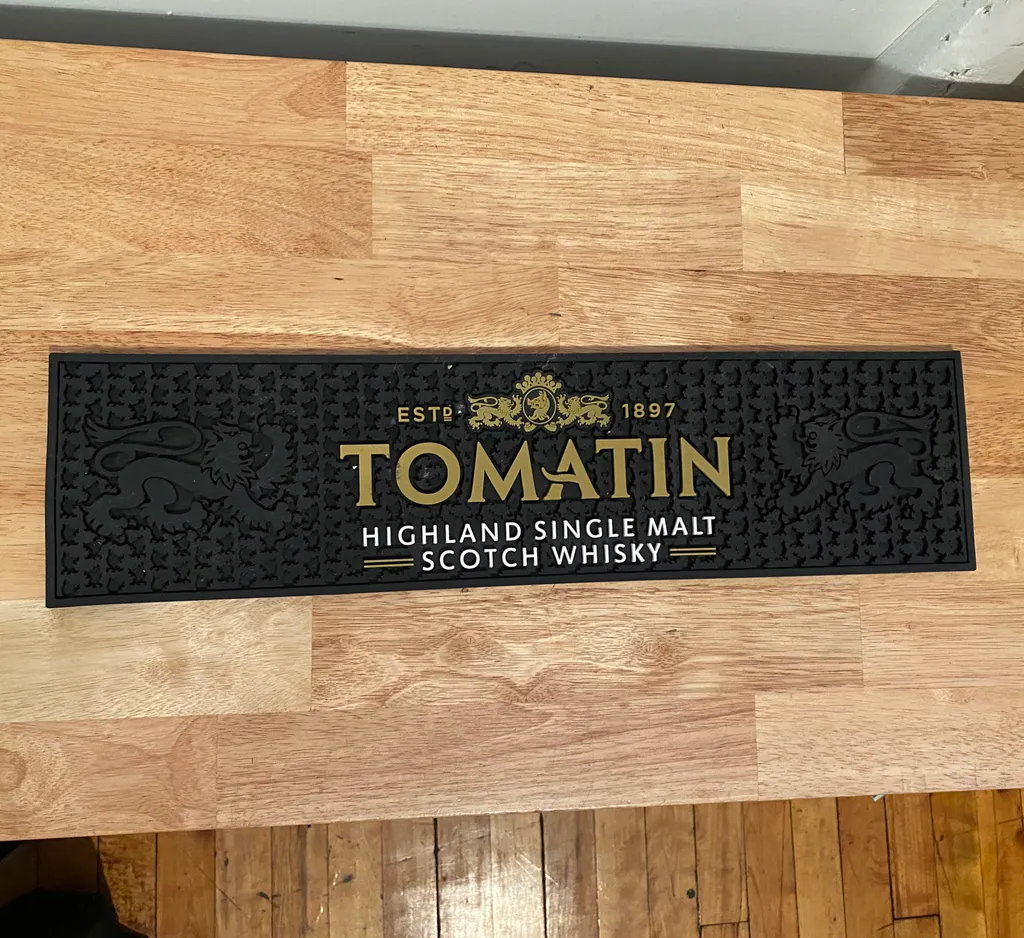 ESTD 1897
TOMATIN
HIGHLAND SINGLE MALT
SCOTCH WHISKY